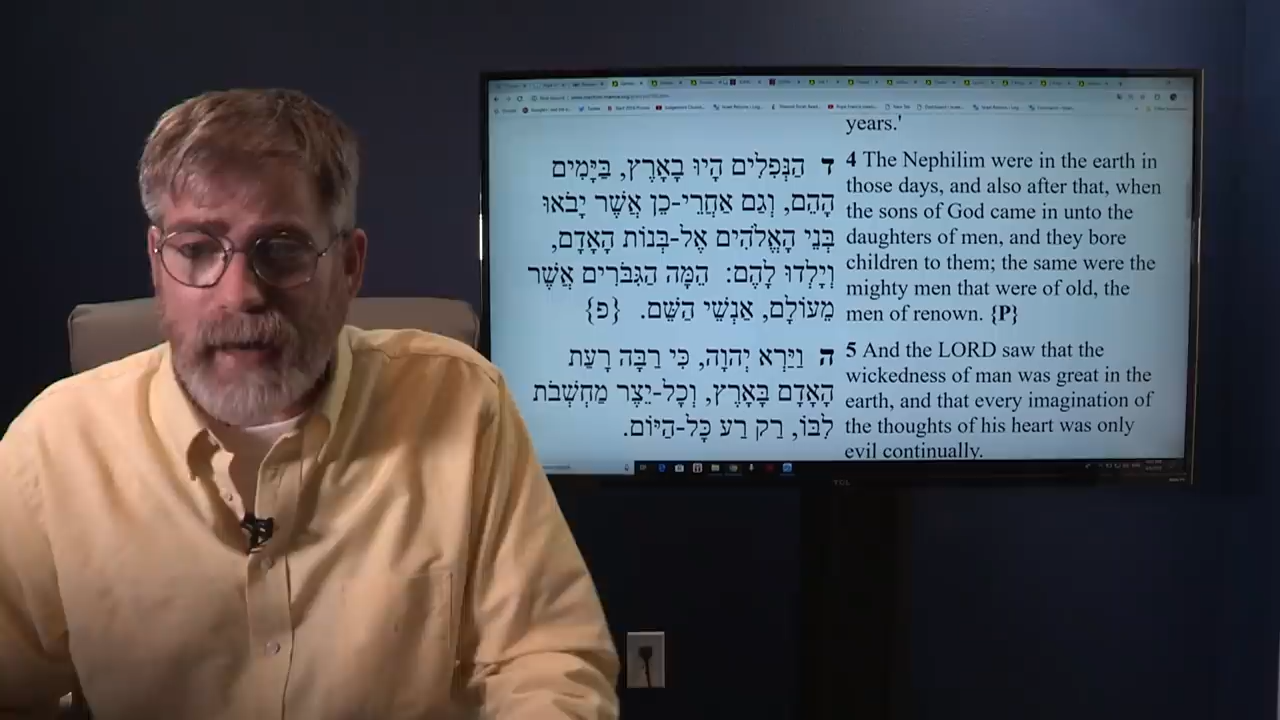 years.'
ד הַנְּפִלִים הָיוּ בָאָרֶץ, בַּיָּמִים
הָהֵם, וְגַם אַחֲרֵי-כֵן אֲשֶׁר יָבֹאוּ
בְּנֵי הָאֱלֹהִים אֶל-בְּנוֹת הָאָדָם,
וְיָלְדוּ לָהֶם: הֵמָּה הַגִּבֹּרִים אֲשֶׁר
מֵעוֹלָם, אַנְשֵׁי הַשֵּׁם. {פ}
4 The Nephilim were in the earth in
those days, and also after that, when
the sons of God came in unto the
daughters of men, and they bore
children to them; the same were the
mighty men that were of old, the
men of renown. {P}
ה וַיַּרְא יְהוָה, כִּי רַבָּה רָעַת
הָאָדָם בָּאָרֶץ, וְכָל-יֵצֶר מַחְשְׁבֹת
לִבּוֹ, רַק רַע כָּל-הַיּוֹם.
5 And the LORD saw that the
wickedness of man was great in the
earth, and that every imagination of
the thoughts of his heart was only
evil continually.
TCL